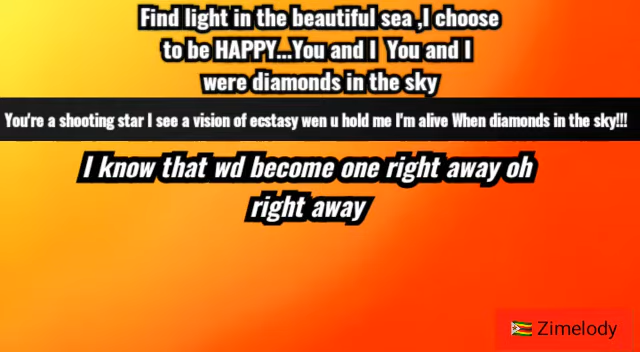 Find light in the beautiful sea ,I choose
to be HAPPY...You and I You and I
were diamonds in the sky
You're a shooting star I see a vision of ecstasy wen u hold me I'm alive When diamonds in the sky!!!
I know that wd become one right away oh
right away
Zimelody